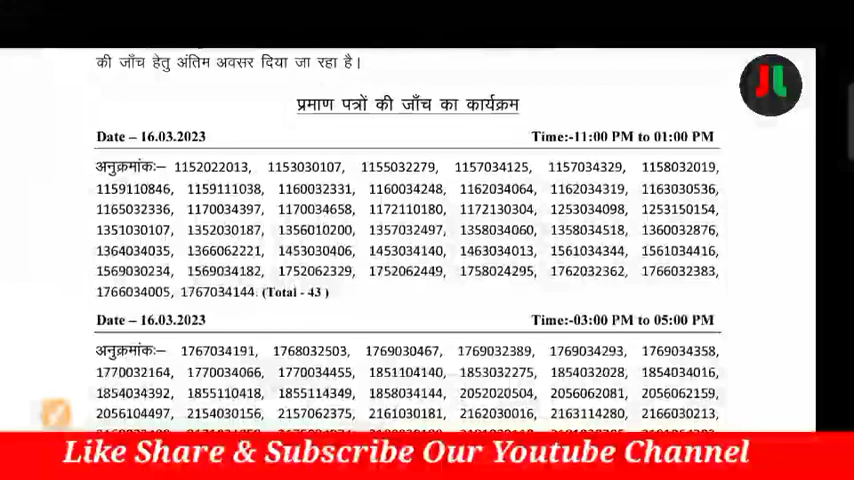 की जाँच हेतु अंतिम अवसर दिया जा रहा है।
प्रमाण पत्रों की जाँच का कार्यक्रम
Date – 16.03.2023 Time:-11:00 PM to 01:00 PM
अनुक्रमांकः– 1152022013, 1153030107, 1155032279, 1157034125, 1157034329, 1158032019,
1159110846, 1159111038, 1160032331, 1160034248, 1162034064, 1162034319, 1163030536,
1165032336, 1170034397, 1170034658, 1172110180, 1172130304, 1253034098, 1253150154,
1351030107, 1352030187, 1356010200, 1357032497, 1358034060, 1358034518, 1360032876,
1364034035, 1366062221, 1453030406, 1453034140, 1463034013, 1561034344, 1561034416,
1569030234, 1569034182, 1752062329, 1752062449, 1758024295, 1762032362, 1766032383,
1766034005, 1767034144. (Total - 43 )
Date – 16.03.2023 Time:-03:00 PM to 05:00 PM
अनुक्रमांकः– 1767034191, 1768032503, 1769030467, 1769032389, 1769034293, 1769034358,
1770032164, 1770034066, 1770034455, 1851104140, 1853032275, 1854032028, 1854034016,
1854034392, 1855110418, 1855114349, 1858034144, 2052020504, 2056062081, 2056062159,
2056104497, 2154030156, 2157062375, 2161030181, 2162030016, 2163114280, 2166030213,
Like Share & Subscribe Our Youtube Channel